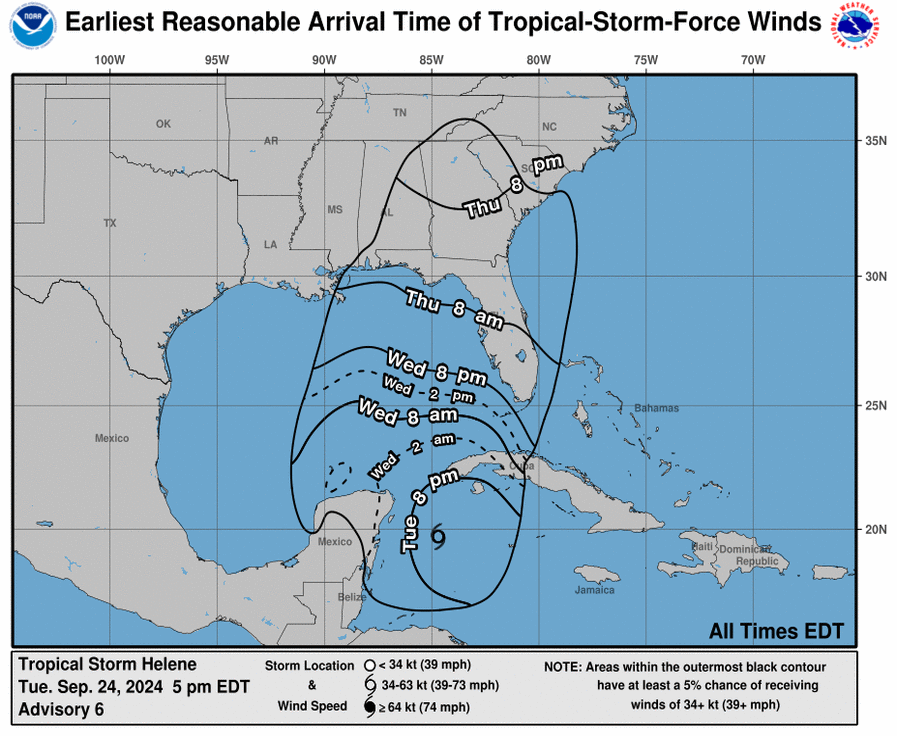 Earliest Reasonable Arrival Time of Tropical-Storm-Force Winds
NOAA
NATIONAL WEATHER SERVICE
100W 95W 90W 85W 80W 75W 70W
35N
30N
25N
20N
OK
AR
TN
NC
SC
TX
LA
MS
AL
Thu 8 pm
Thu 8 am
Wed 8 pm
Wed 2 pm
Wed 8 am
Wed 2 am
Tue 8 pm
Mexico
Bahamas
Cuba
Mexico
Belize
Haiti
Dominican
Republic
Jamaica
All Times EDT
Tropical Storm Helene
Tue. Sep. 24, 2024 5 pm EDT
Advisory 6
Storm Location
&
Wind Speed
< 34 kt (39 mph)
34-63 kt (39-73 mph)
≥ 64 kt (74 mph)
NOTE: Areas within the outermost black contour
have at least a 5% chance of receiving
winds of 34+ kt (39+ mph)